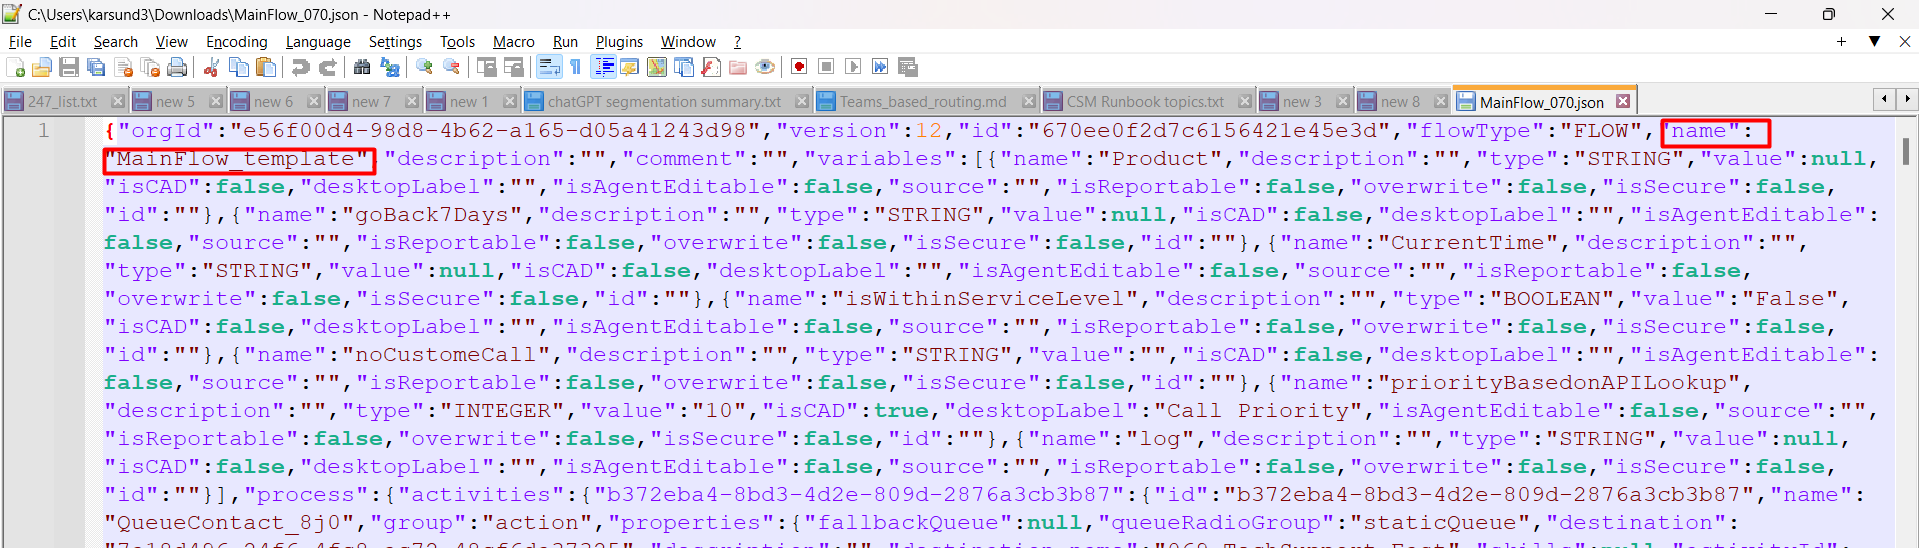 C:\Users\karsund3\Downloads\MainFlow_070.json - Notepad++
File Edit Search View Encoding Language Settings Tools Macro Run Plugins Window ?
247_list.txt new 5 new 6 new 7 new 1 chatGPT segmentation summary.txt Teams_based_routing.md CSM Runbook topics.txt new 3 new 8 MainFlow_070.json
1 {"orgId":"e56f00d4-98d8-4b62-a165-d05a41243d98","version":12,"id":"670ee0f2d7c6156421e45e3d","flowType":"FLOW","name":
"MainFlow_template","description":"","comment":"","variables":[{"name":"Product","description":"","type":"STRING","value":null,
"isCAD":false,"desktopLabel":"","isAgentEditable":false,"source":"","isReportable":false,"overwrite":false,"isSecure":false,
"id":""},{"name":"goBack7Days","description":"","type":"STRING","value":null,"isCAD":false,"desktopLabel":"","isAgentEditable":
false,"source":"","isReportable":false,"overwrite":false,"isSecure":false,"id":""},{"name":"CurrentTime","description":"",
"type":"STRING","value":null,"isCAD":false,"desktopLabel":"","isAgentEditable":false,"source":"","isReportable":false,
"overwrite":false,"isSecure":false,"id":""},{"name":"isWithinServiceLevel","description":"","type":"BOOLEAN","value":"False",
"isCAD":false,"desktopLabel":"","isAgentEditable":false,"source":"","isReportable":false,"overwrite":false,"isSecure":false,
"id":""},{"name":"noCustomeCall","description":"","type":"STRING","value":"","isCAD":false,"desktopLabel":"","isAgentEditable":
false,"source":"","isReportable":false,"overwrite":false,"isSecure":false,"id":""},{"name":"priorityBasedonAPILookup",
"description":"","type":"INTEGER","value":"10","isCAD":true,"desktopLabel":"Call Priority","isAgentEditable":false,"source":"",
"isReportable":false,"overwrite":false,"isSecure":false,"id":""},{"name":"log","description":"","type":"STRING","value":null,
"isCAD":false,"desktopLabel":"","isAgentEditable":false,"source":"","isReportable":false,"overwrite":false,"isSecure":false,
"id":""}],"process":{"activities":{"b372eba4-8bd3-4d2e-809d-2876a3cb3b87":{"id":"b372eba4-8bd3-4d2e-809d-2876a3cb3b87","name":
"QueueContact_8j0","group":"action","properties":{"fallbackQueue":null,"queueRadioGroup":"staticQueue","destination":